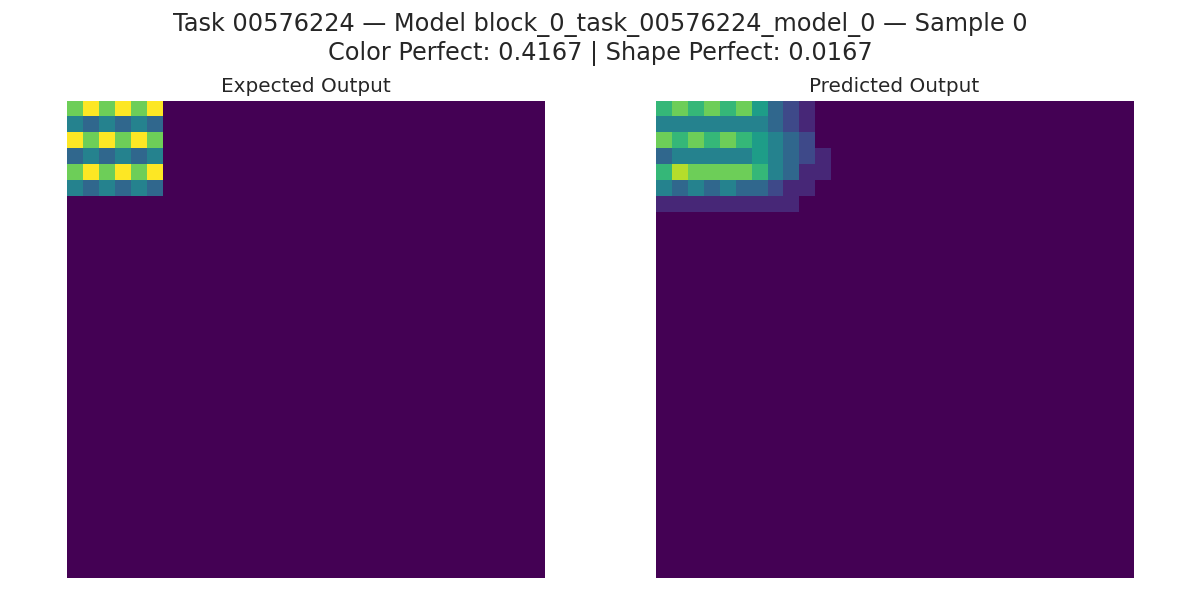 Task 00576224 — Model block_0_task_00576224_model_0 — Sample 0
Color Perfect: 0.4167 | Shape Perfect: 0.0167
Expected Output
Predicted Output